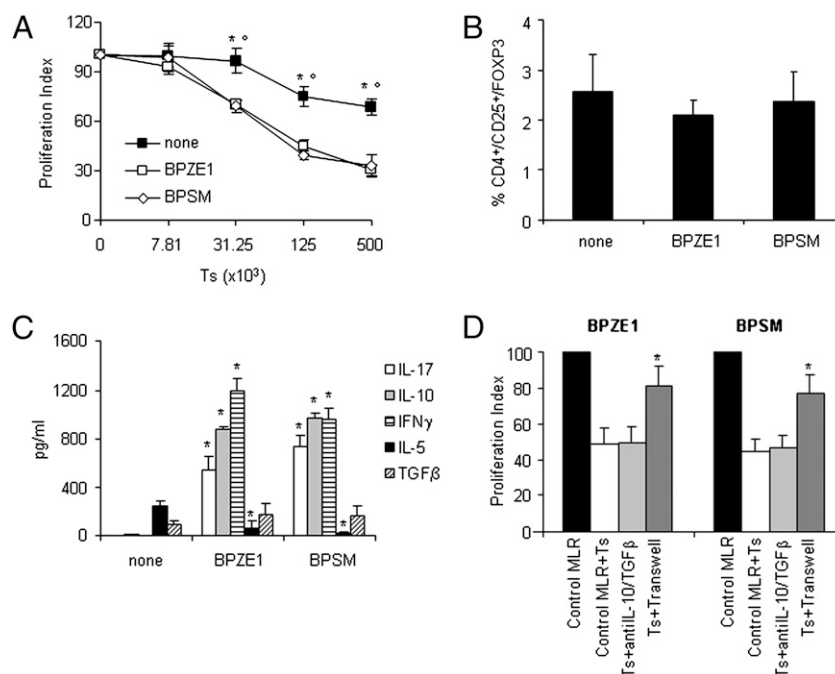 A
120
90
60
30
0
Proliferation Index
* °
* °
* °
none
BPZE1
BPSM
0 7.81 31.25 125 500
Ts (x10³)
B
4
3
2
1
0
% CD4⁺/CD25⁺/FOXP3
none BPZE1 BPSM
C
1600
1200
800
400
0
pg/ml
* * * *
* * * *
IL-17
IL-10
IFNγ
IL-5
TGFβ
none BPZE1 BPSM
D
BPZE1 BPSM
100
80
60
40
20
0
Proliferation Index
*
*
Control MLR
Control MLR+Ts
Ts+antiIL-10/TGFβ
Ts+Transwell
Control MLR
Control MLR+Ts
Ts+antiIL-10/TGFβ
Ts+Transwell